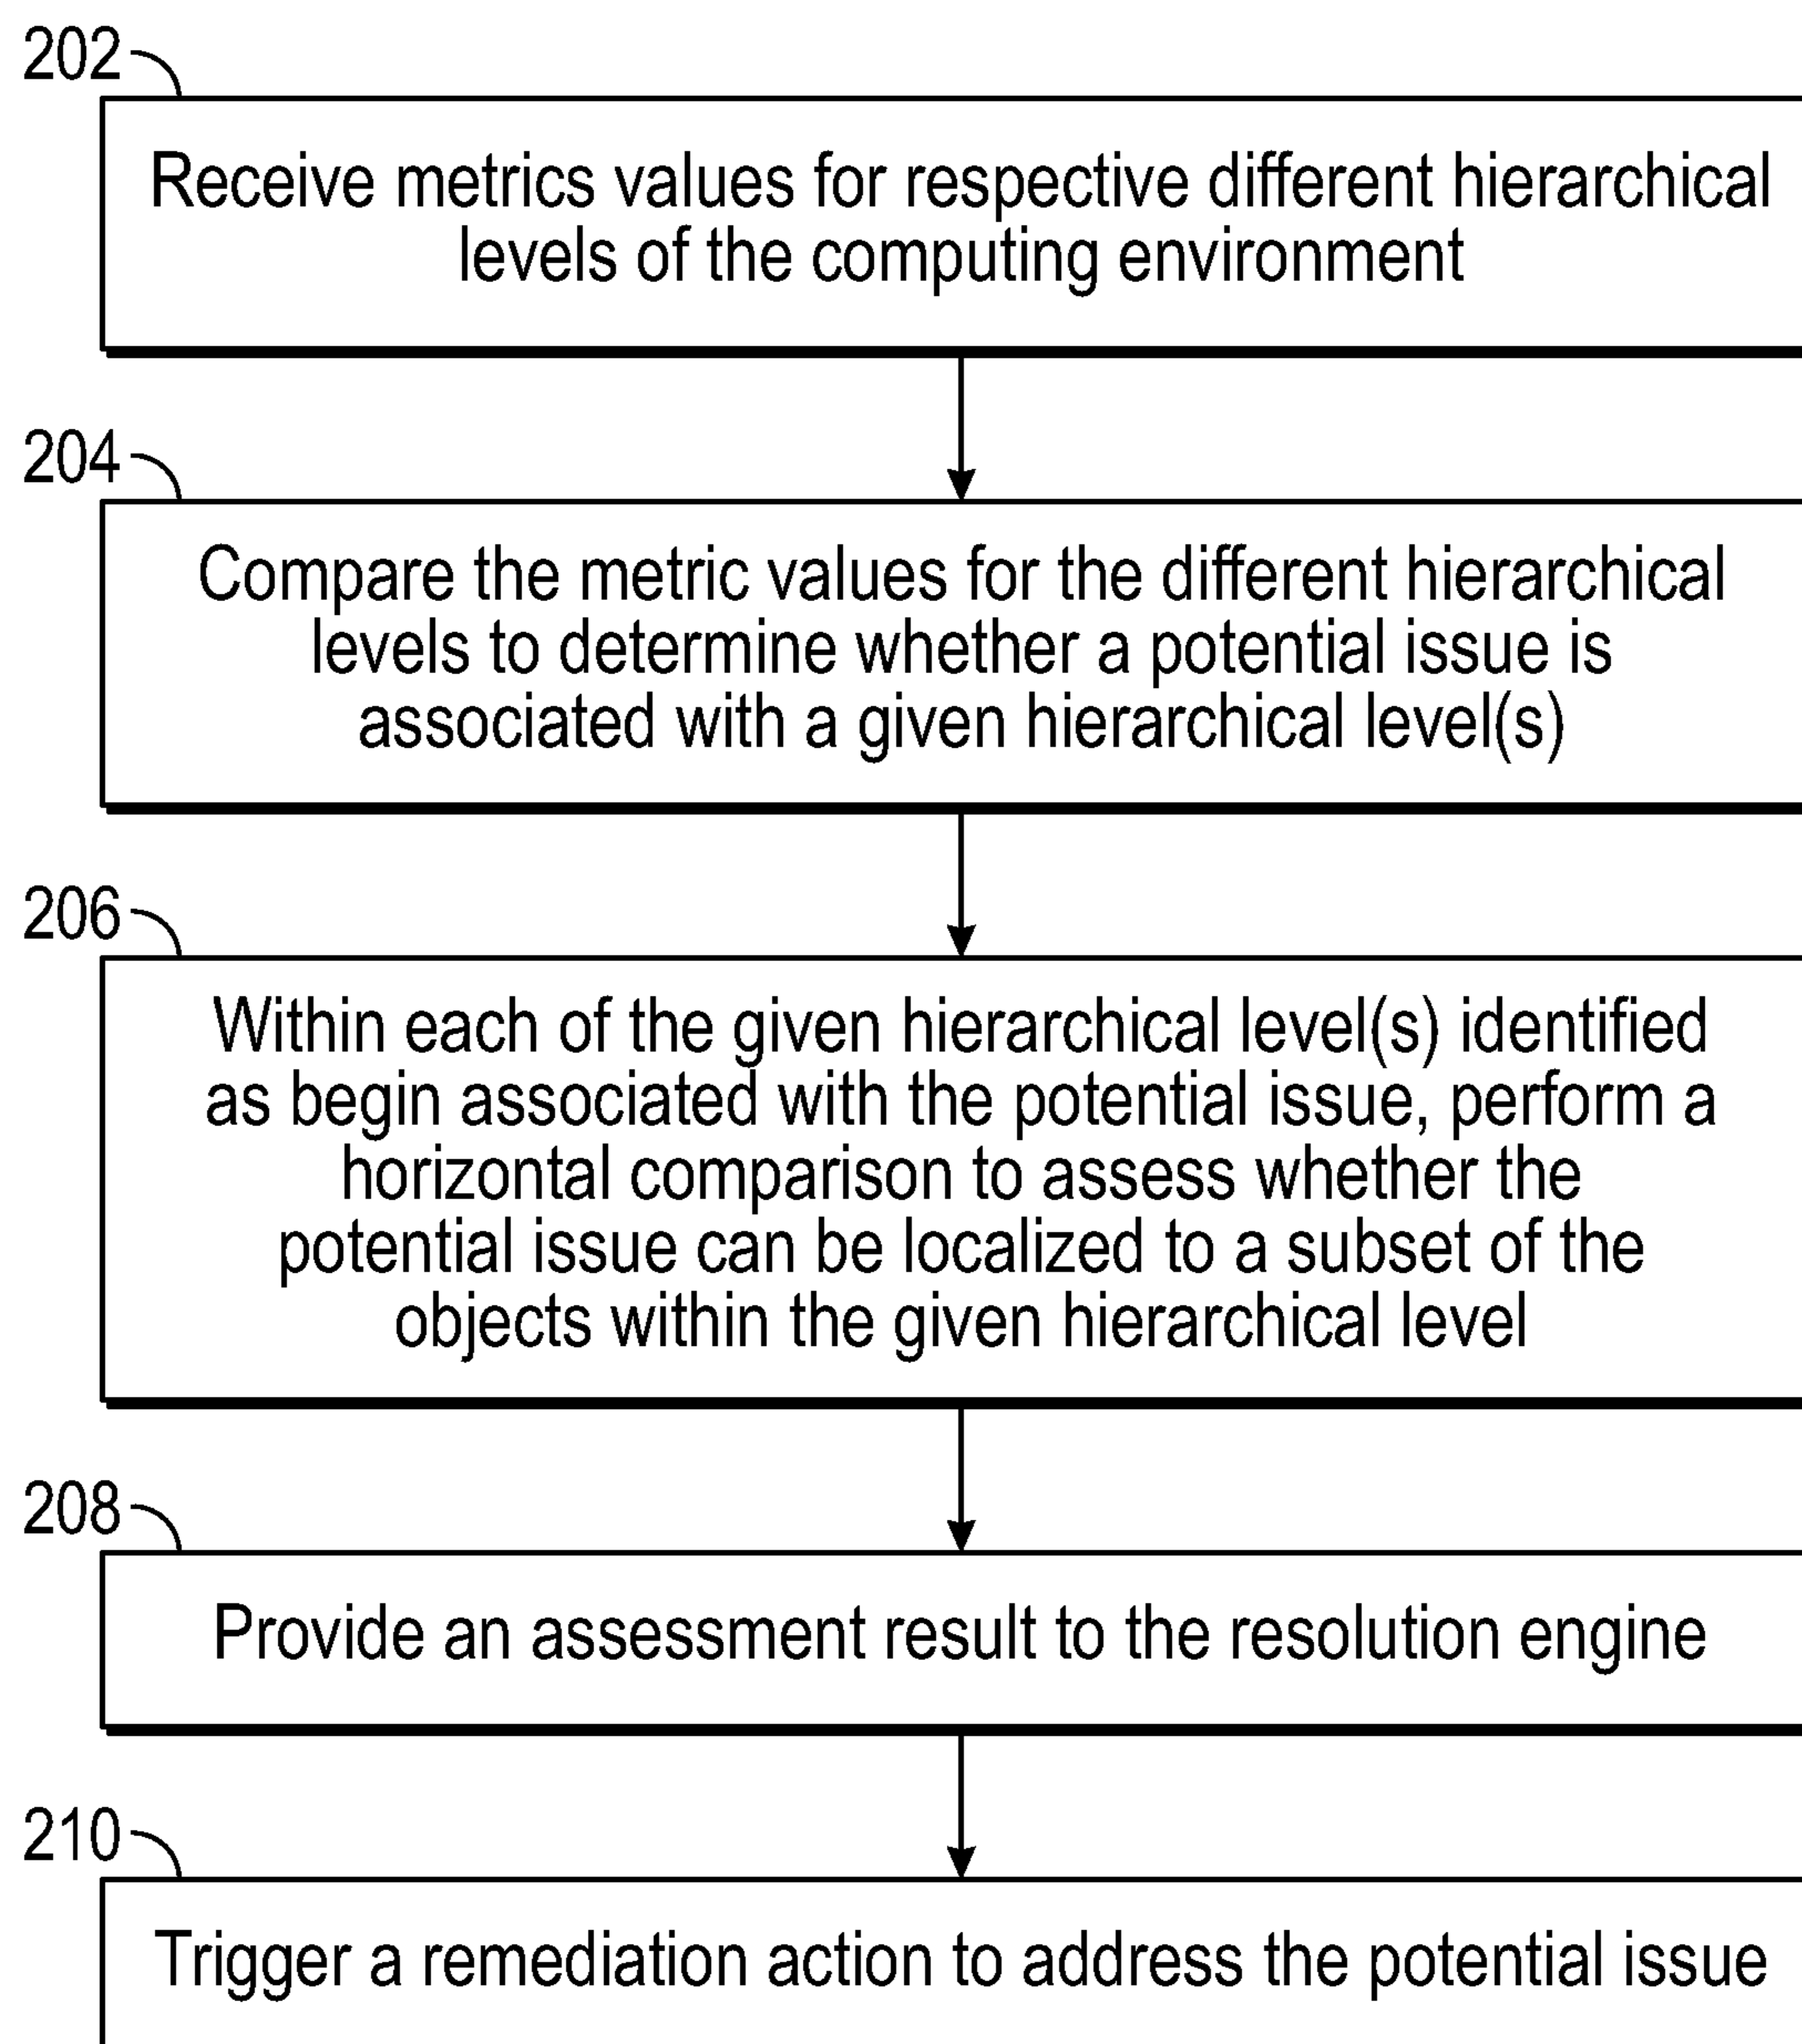 202
Receive metrics values for respective different hierarchical
levels of the computing environment
204
Compare the metric values for the different hierarchical
levels to determine whether a potential issue is
associated with a given hierarchical level(s)
206
Within each of the given hierarchical level(s) identified
as begin associated with the potential issue, perform a
horizontal comparison to assess whether the
potential issue can be localized to a subset of the
objects within the given hierarchical level
208
Provide an assessment result to the resolution engine
210
Trigger a remediation action to address the potential issue